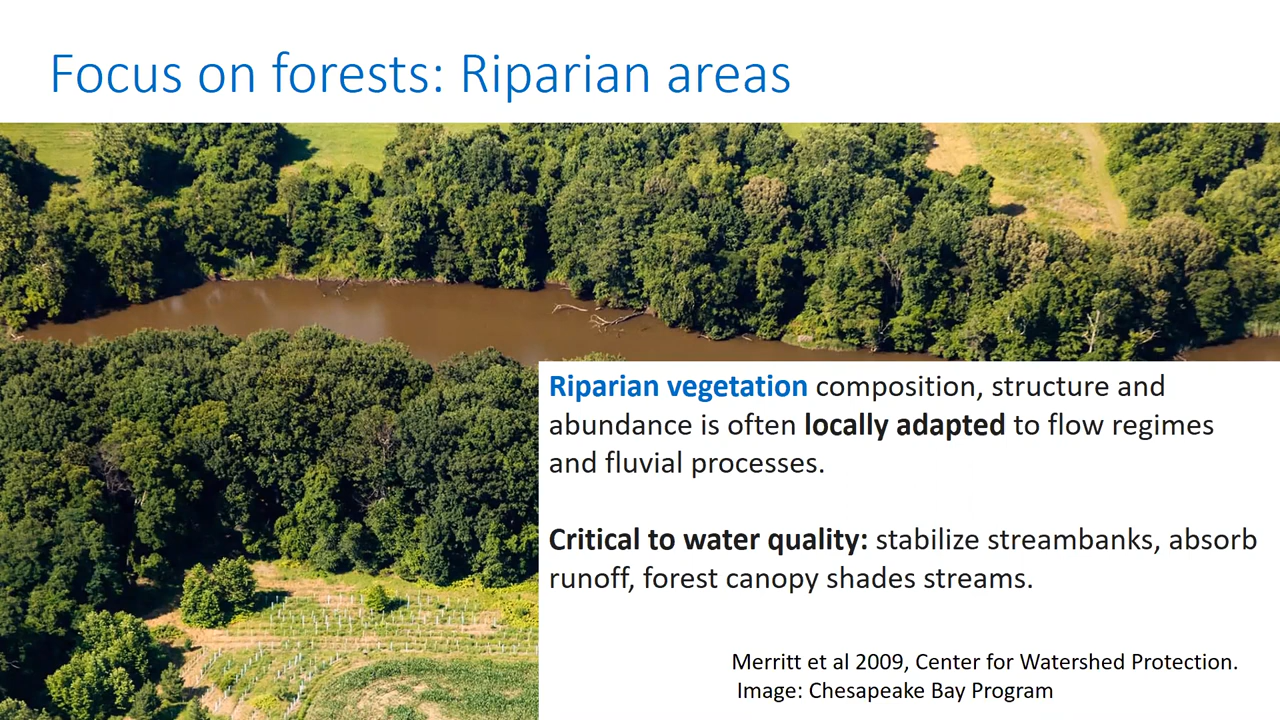 Focus on forests: Riparian areas
Riparian vegetation composition, structure and
abundance is often locally adapted to flow regimes
and fluvial processes.
Critical to water quality: stabilize streambanks, absorb
runoff, forest canopy shades streams.
Merritt et al 2009, Center for Watershed Protection.
Image: Chesapeake Bay Program